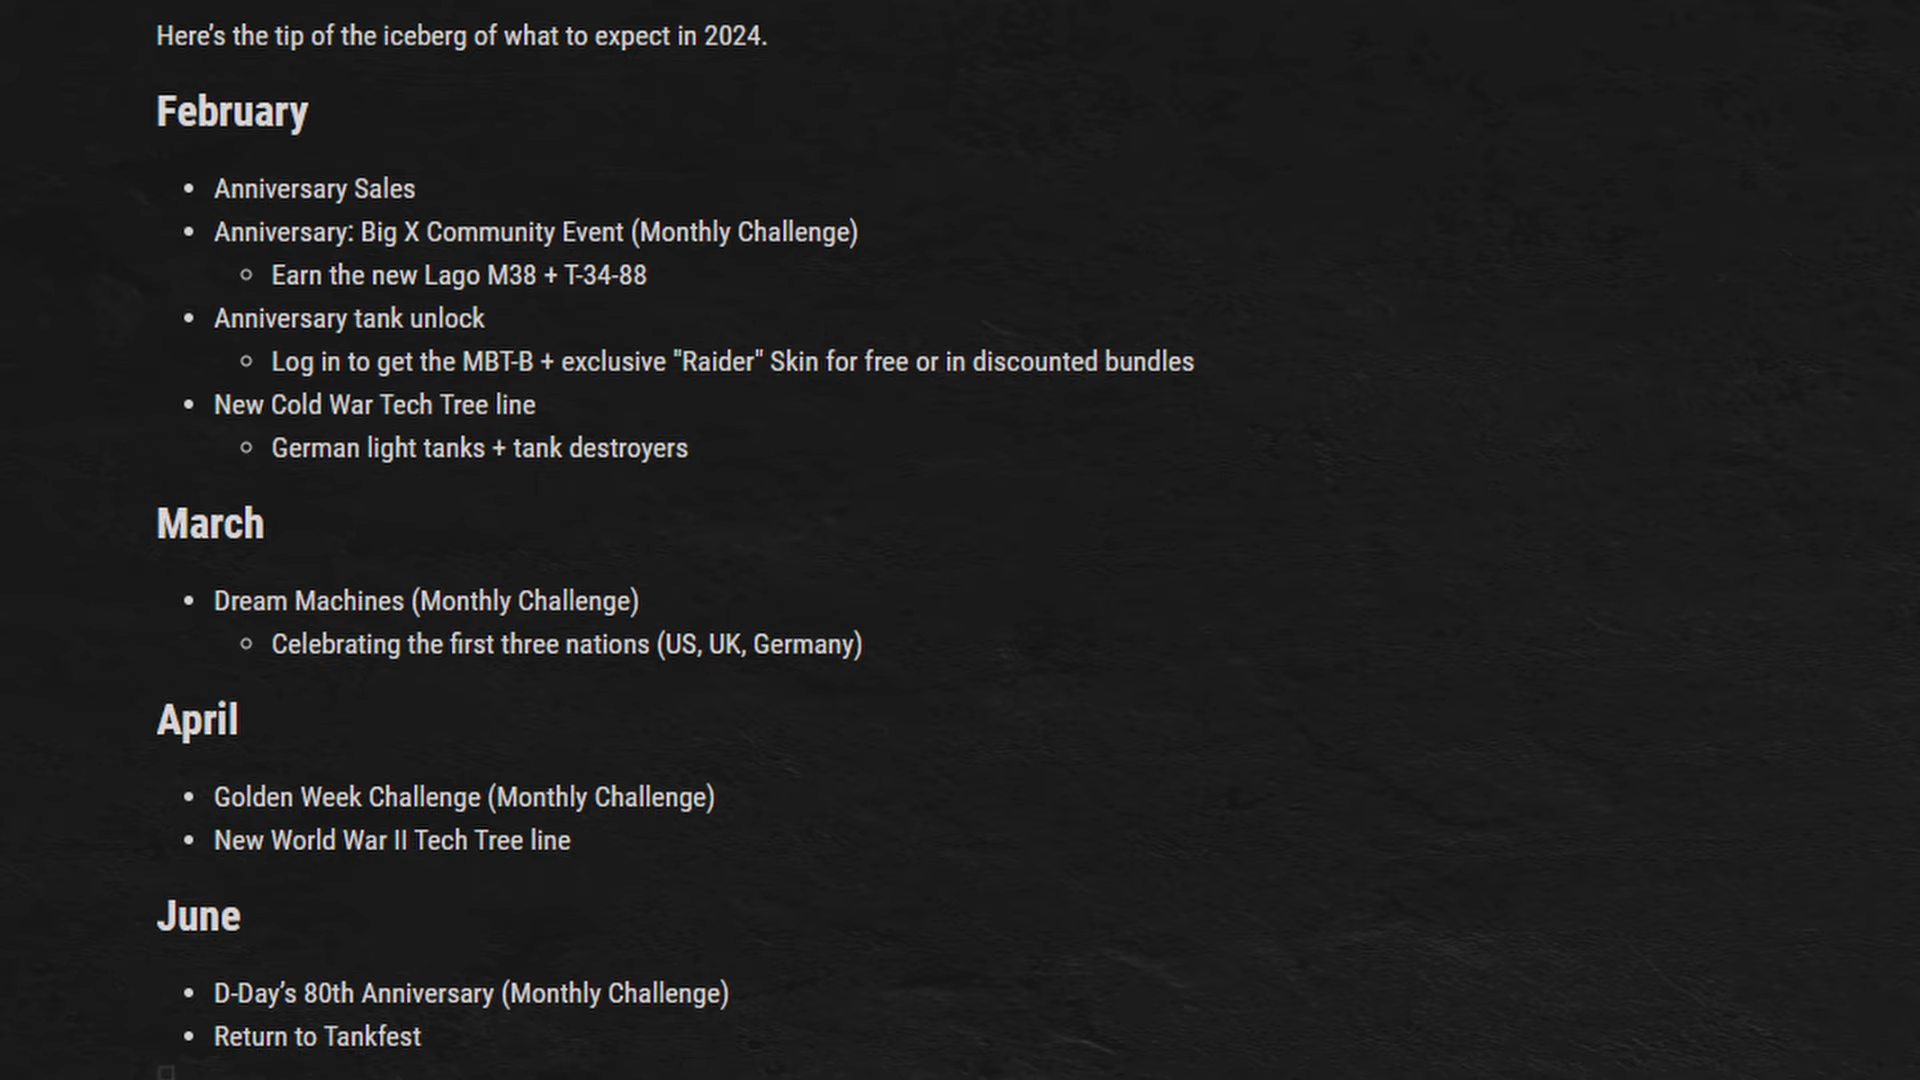 Here's the tip of the iceberg of what to expect in 2024.
February
Anniversary Sales
Anniversary: Big X Community Event (Monthly Challenge)
Earn the new Lago M38 + T-34-88
Anniversary tank unlock
Log in to get the MBT-B + exclusive "Raider" Skin for free or in discounted bundles
New Cold War Tech Tree line
German light tanks + tank destroyers
March
Dream Machines (Monthly Challenge)
Celebrating the first three nations (US, UK, Germany)
April
Golden Week Challenge (Monthly Challenge)
New World War II Tech Tree line
June
D-Day’s 80th Anniversary (Monthly Challenge)
Return to Tankfest